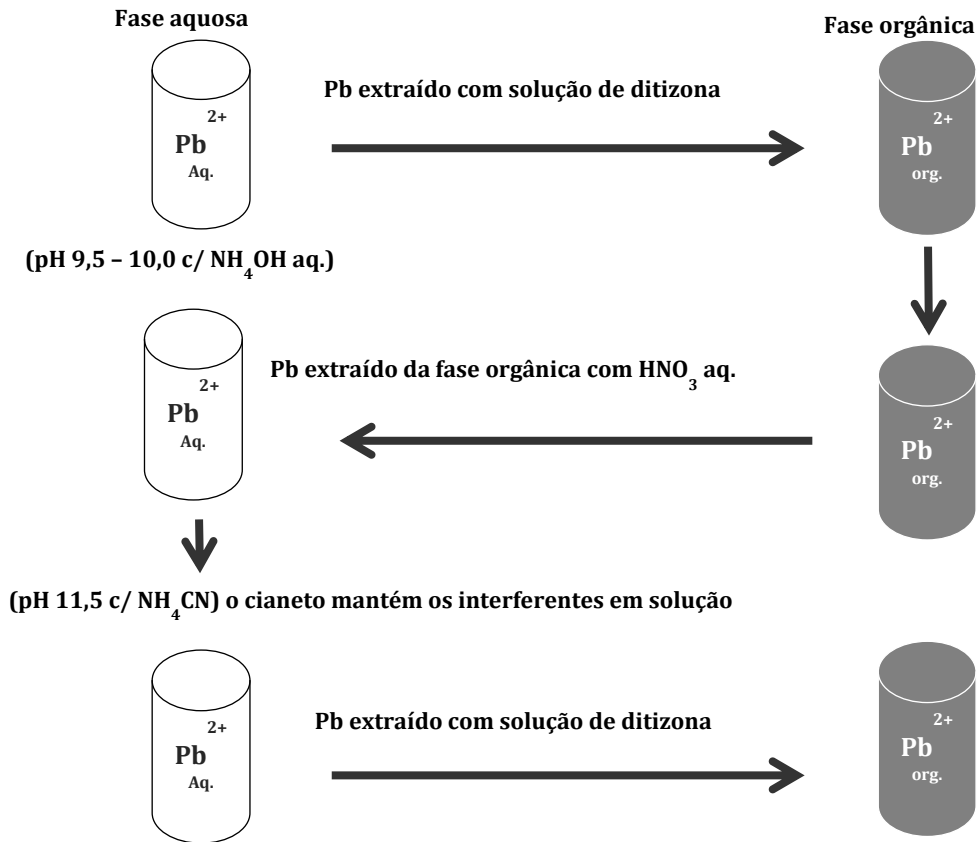 Fase aquosa
Fase orgânica
Pb extraído com solução de ditizona
Pb 2+ Aq.
Pb 2+ org.
(pH 9,5 – 10,0 c/ NH4OH aq.)
Pb extraído da fase orgânica com HNO3 aq.
Pb 2+ Aq.
Pb 2+ org.
(pH 11,5 c/ NH4CN) o cianeto mantém os interferentes em solução
Pb extraído com solução de ditizona
Pb 2+ Aq.
Pb 2+ org.